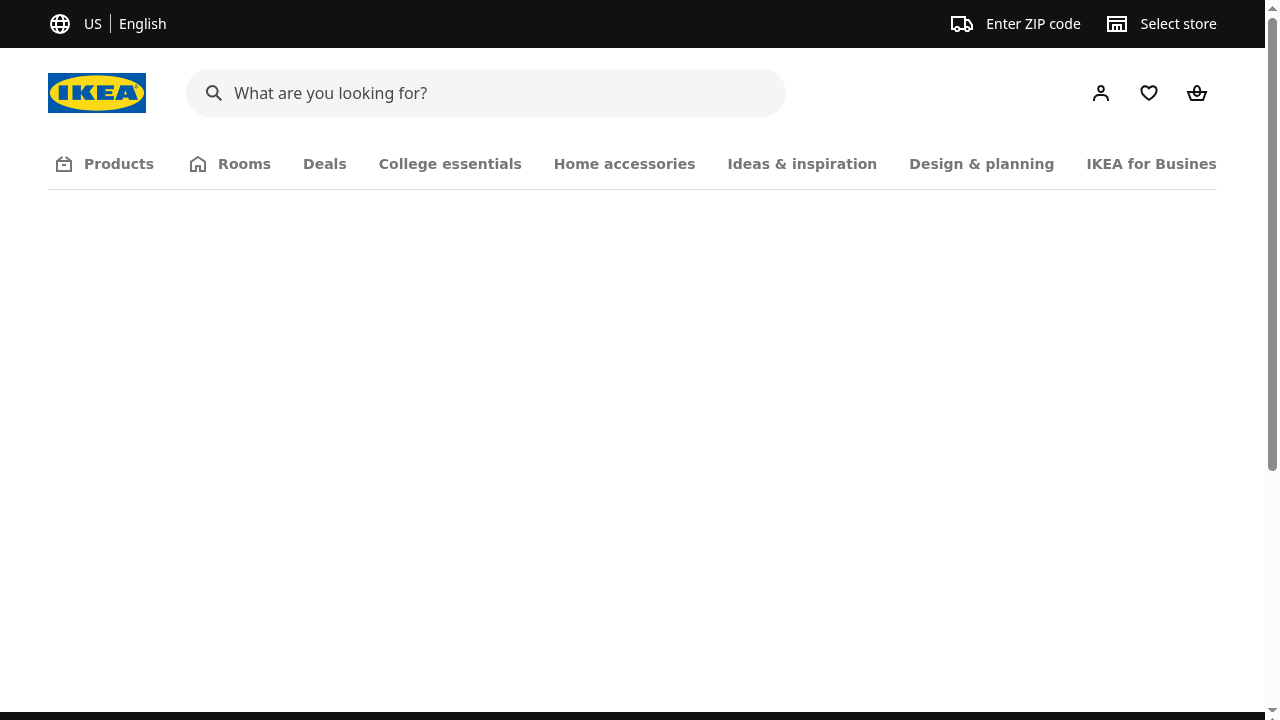 US English Enter ZIP code Select store
IKEA What are you looking for?
Products Rooms Deals College essentials Home accessories Ideas & inspiration Design & planning IKEA for Busines